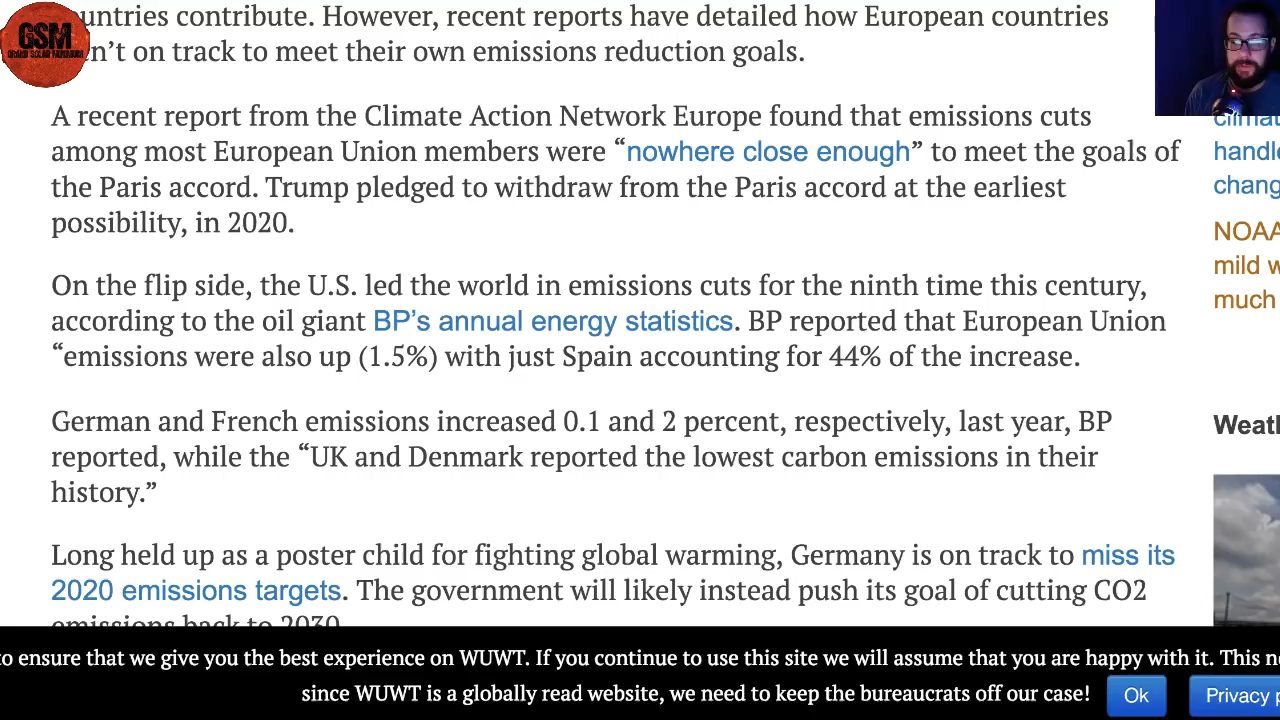 GSM
GRAND SOLAR MINIMUM
countries contribute. However, recent reports have detailed how European countries
on track to meet their own emissions reduction goals.
A recent report from the Climate Action Network Europe found that emissions cuts
among most European Union members were “nowhere close enough” to meet the goals of
the Paris accord. Trump pledged to withdraw from the Paris accord at the earliest
possibility, in 2020.
On the flip side, the U.S. led the world in emissions cuts for the ninth time this century,
according to the oil giant BP’s annual energy statistics. BP reported that European Union
“emissions were also up (1.5%) with just Spain accounting for 44% of the increase.
German and French emissions increased 0.1 and 2 percent, respectively, last year, BP
reported, while the “UK and Denmark reported the lowest carbon emissions in their
history.”
Long held up as a poster child for fighting global warming, Germany is on track to miss its
2020 emissions targets. The government will likely instead push its goal of cutting CO2
emissions back to 2030
NOAA
mild
much
to ensure that we give you the best experience on WUWT. If you continue to use this site we will assume that you are happy with it. This
since WUWT is a globally read website, we need to keep the bureaucrats off our case!
Ok
Privacy